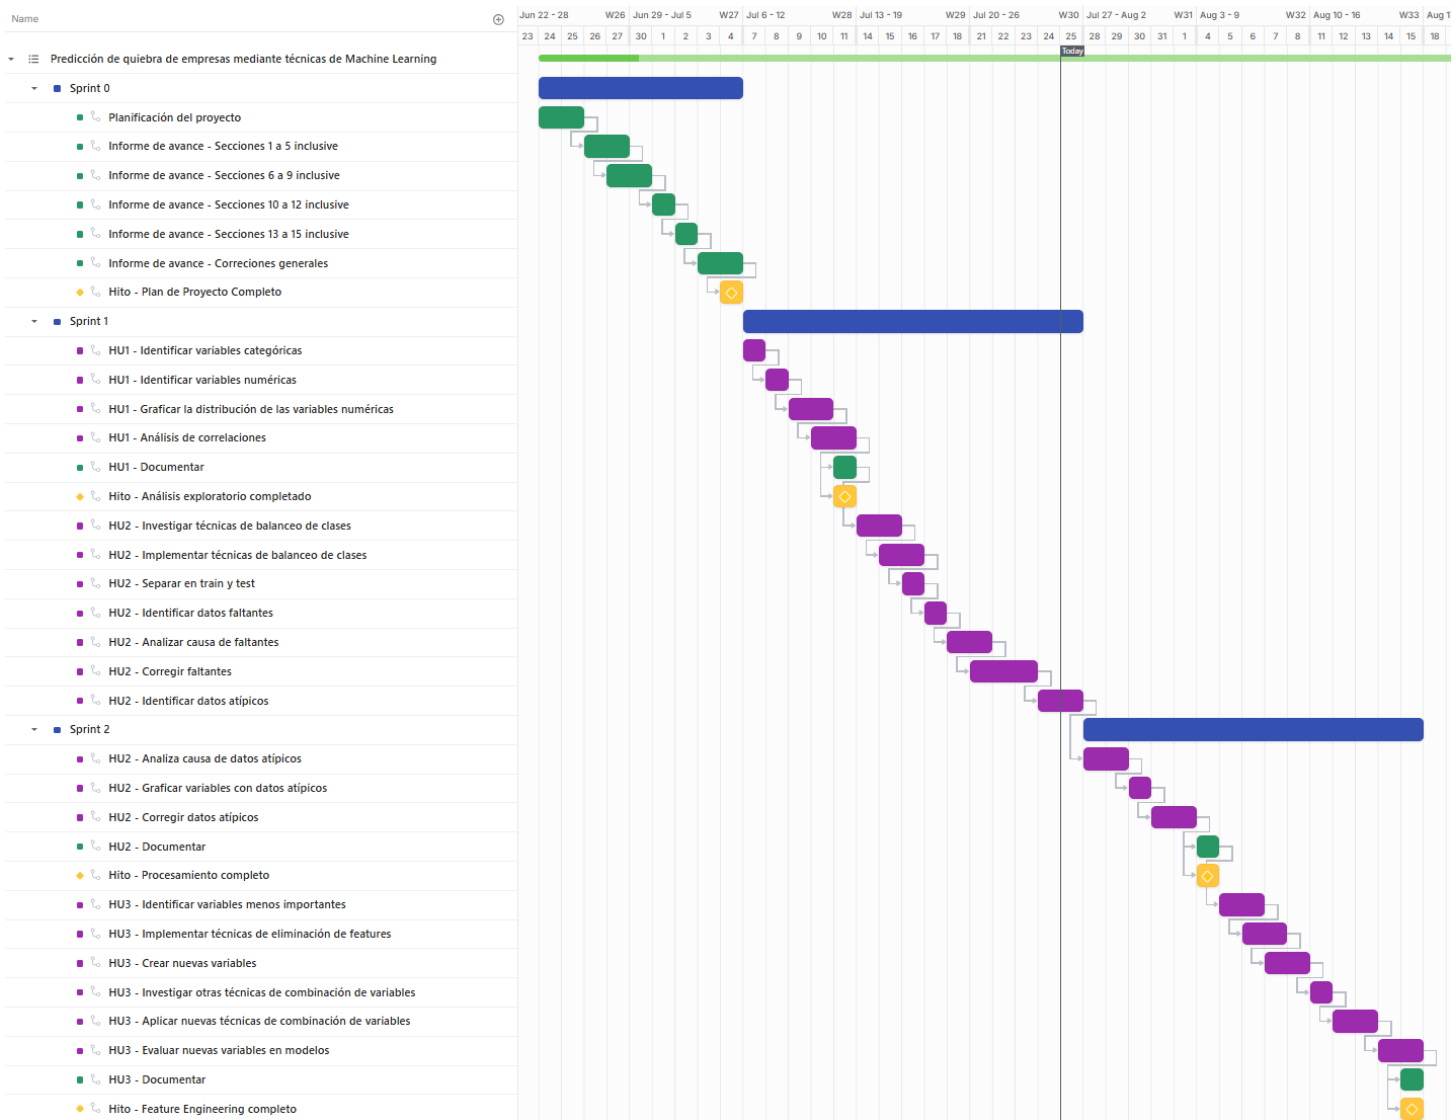 Name
Jun 22 - 28 W26 Jun 29 - Jul 5 W27 Jul 6 - 12 W28 Jul 13 - 19 W29 Jul 20 - 26 W30 Jul 27 - Aug 2 W31 Aug 3 - 9 W32 Aug 10 - 16 W33 Aug 1
23 24 25 26 27 30 1 2 3 4 7 8 9 10 11 14 15 16 17 18 21 22 23 24 25 28 29 30 31 1 4 5 6 7 8 11 12 13 14 15 18
Today
Predicción de quiebra de empresas mediante técnicas de Machine Learning
Sprint 0
Planificación del proyecto
Informe de avance - Secciones 1 a 5 inclusive
Informe de avance - Secciones 6 a 9 inclusive
Informe de avance - Secciones 10 a 12 inclusive
Informe de avance - Secciones 13 a 15 inclusive
Informe de avance - Correciones generales
Hito - Plan de Proyecto Completo
Sprint 1
HU1 - Identificar variables categóricas
HU1 - Identificar variables numéricas
HU1 - Graficar la distribución de las variables numéricas
HU1 - Análisis de correlaciones
HU1 - Documentar
Hito - Análisis exploratorio completado
HU2 - Investigar técnicas de balanceo de clases
HU2 - Implementar técnicas de balanceo de clases
HU2 - Separar en train y test
HU2 - Identificar datos faltantes
HU2 - Analizar causa de faltantes
HU2 - Corregir faltantes
HU2 - Identificar datos atípicos
Sprint 2
HU2 - Analiza causa de datos atípicos
HU2 - Graficar variables con datos atípicos
HU2 - Corregir datos atípicos
HU2 - Documentar
Hito - Procesamiento completo
HU3 - Identificar variables menos importantes
HU3 - Implementar técnicas de eliminación de features
HU3 - Crear nuevas variables
HU3 - Investigar otras técnicas de combinación de variables
HU3 - Aplicar nuevas técnicas de combinación de variables
HU3 - Evaluar nuevas variables en modelos
HU3 - Documentar
Hito - Feature Engineering completo